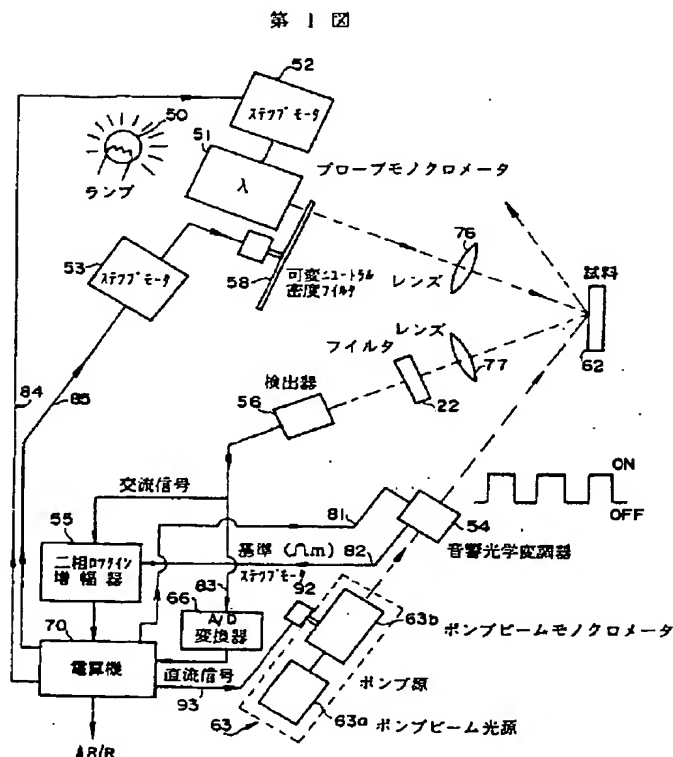 第 1 図
52
ステップモータ
50
ランプ
51
λ
プローブモノクロメータ
53
ステップモータ
58
可変ニュートラル
密度フィルタ
76
レンズ
試料
62
レンズ
77
フィルタ
22
検出器
56
84
85
交流信号
81
ON
OFF
54
音響光学変調器
55
二相ロックイン
増幅器
基準 (Ωm) 82
ステップモータ
92
83
66
A/D
変換器
63b
ポンプビームモノクロメータ
70
電算機
直流信号
93
ポンプ源
63
63a
ポンプビーム光源
ΔR/R